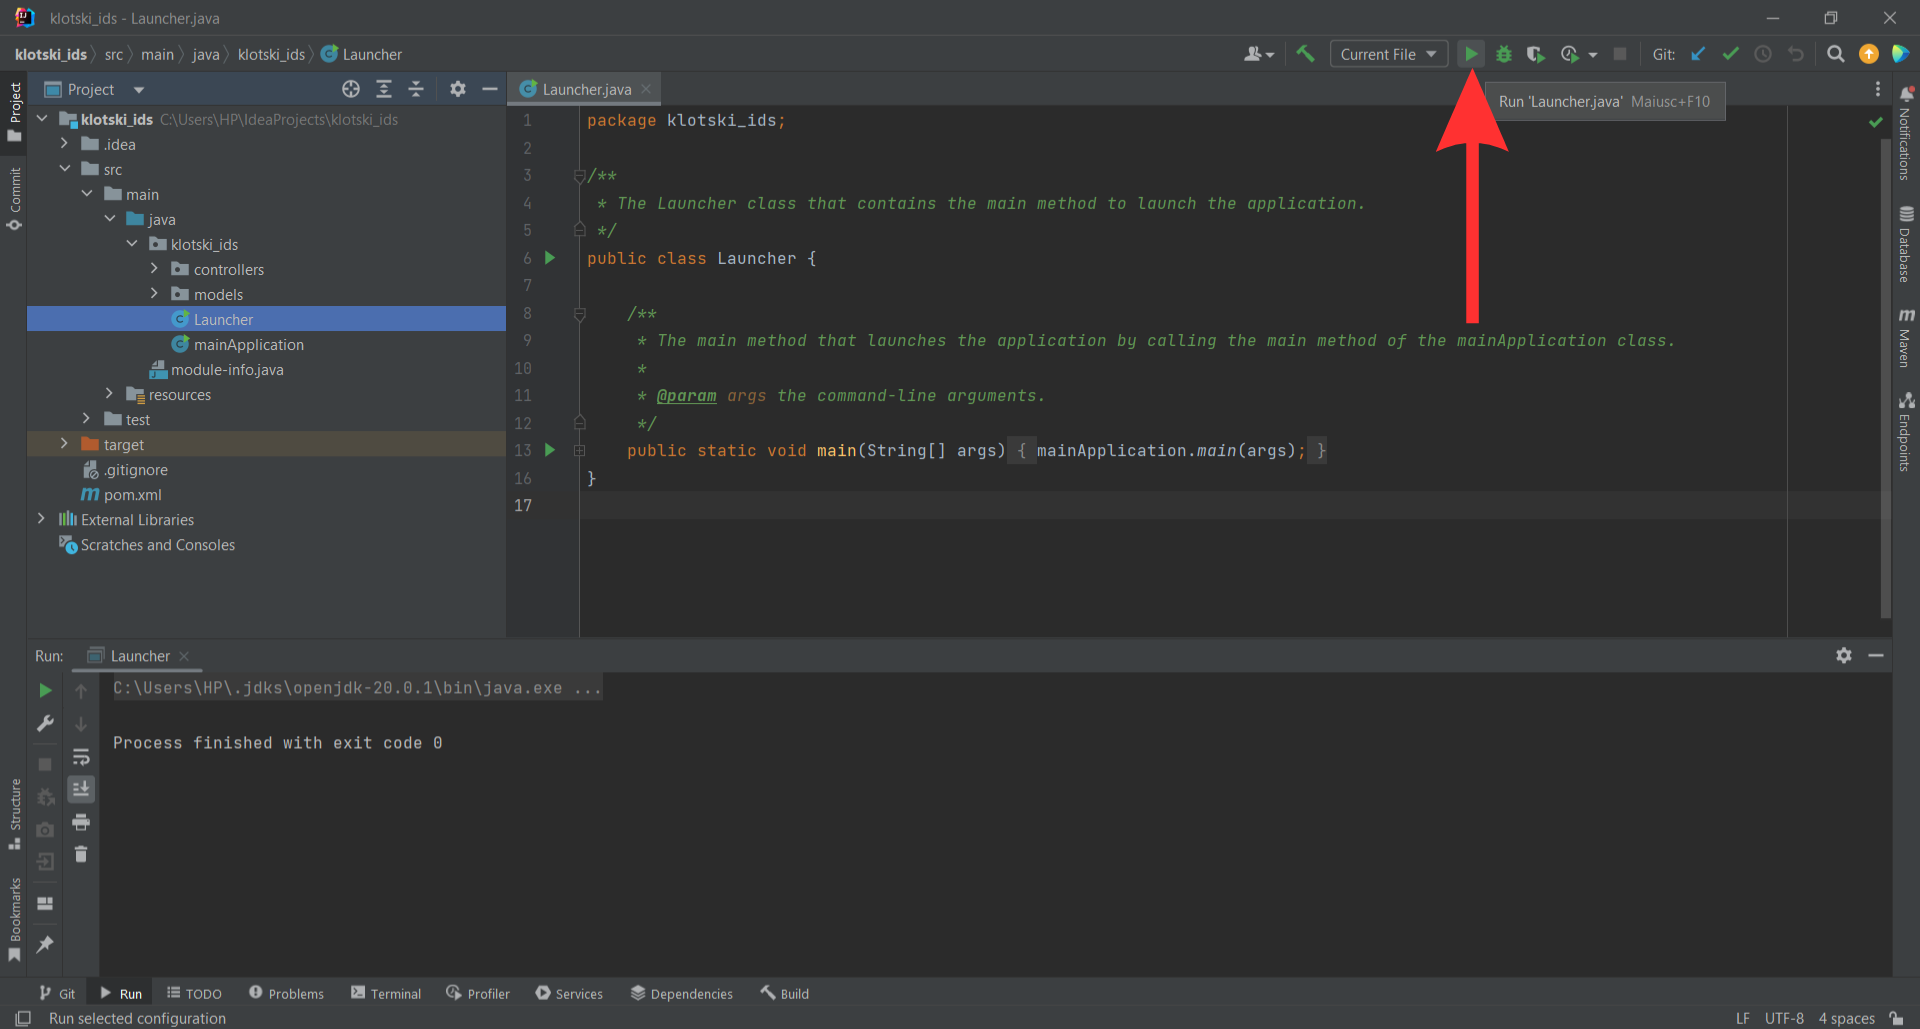 klotski_ids - Launcher.java
klotski_ids src main java klotski_ids Launcher
Current File
Git:
Run 'Launcher.java' Maiusc+F10
Project
Commit
Structure
Bookmarks
Project
klotski_ids C:\Users\HP\IdeaProjects\klotski_ids
.idea
src
main
java
klotski_ids
controllers
models
Launcher
mainApplication
module-info.java
resources
test
target
.gitignore
pom.xml
External Libraries
Scratches and Consoles
Launcher.java
1 package klotski_ids;
2
3 /**
4 * The Launcher class that contains the main method to launch the application.
5 */
6 public class Launcher {
7
8 /**
9 * The main method that launches the application by calling the main method of the mainApplication class.
10 *
11 * @param args the command-line arguments.
12 */
13 public static void main(String[] args) { mainApplication.main(args); }
16 }
17
Notifications
Database
Maven
Endpoints
Run: Launcher
C:\Users\HP\.jdks\openjdk-20.0.1\bin\java.exe ...
Process finished with exit code 0
Git Run TODO Problems Terminal Profiler Services Dependencies Build
Run selected configuration
LF UTF-8 4 spaces